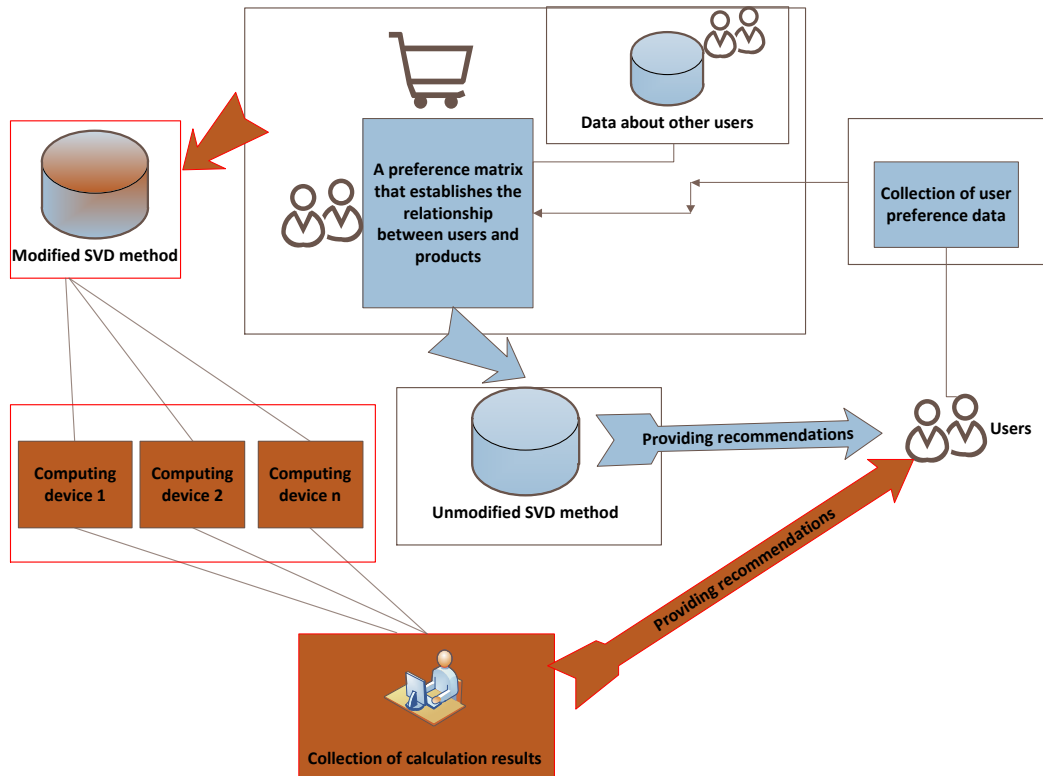 Data about other users
A preference matrix
that establishes the
relationship
between users and
products
Collection of user
preference data
Modified SVD method
Computing
device 1
Computing
device 2
Computing
device n
Unmodified SVD method
Providing recommendations
Users
Providing recommendations
Collection of calculation results